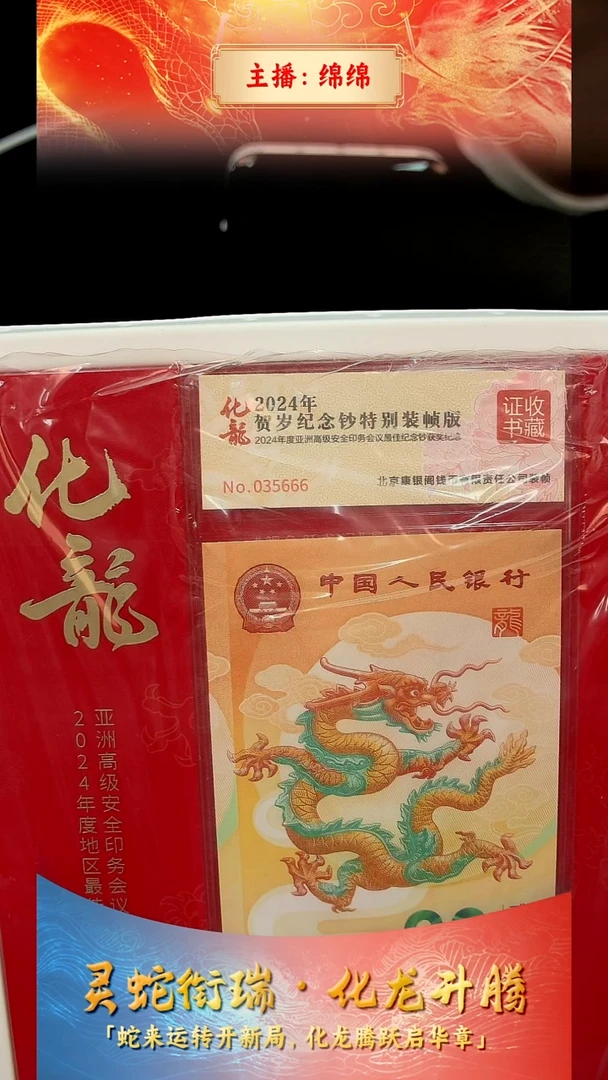 主播：绵绵
化龍
2024年
贺岁纪念钞特别装帧版
2024年度亚洲高级安全印务会议最佳纪念钞获奖纪念
收藏证书
No.035666
北京康银阁钱币有限责任公司装帧
化龍
亚洲高级安全印务会议
2024年度地区最
中国人民银行
龍
灵蛇衔瑞·化龙升腾
「蛇来运转开新局，化龙腾跃启华章」